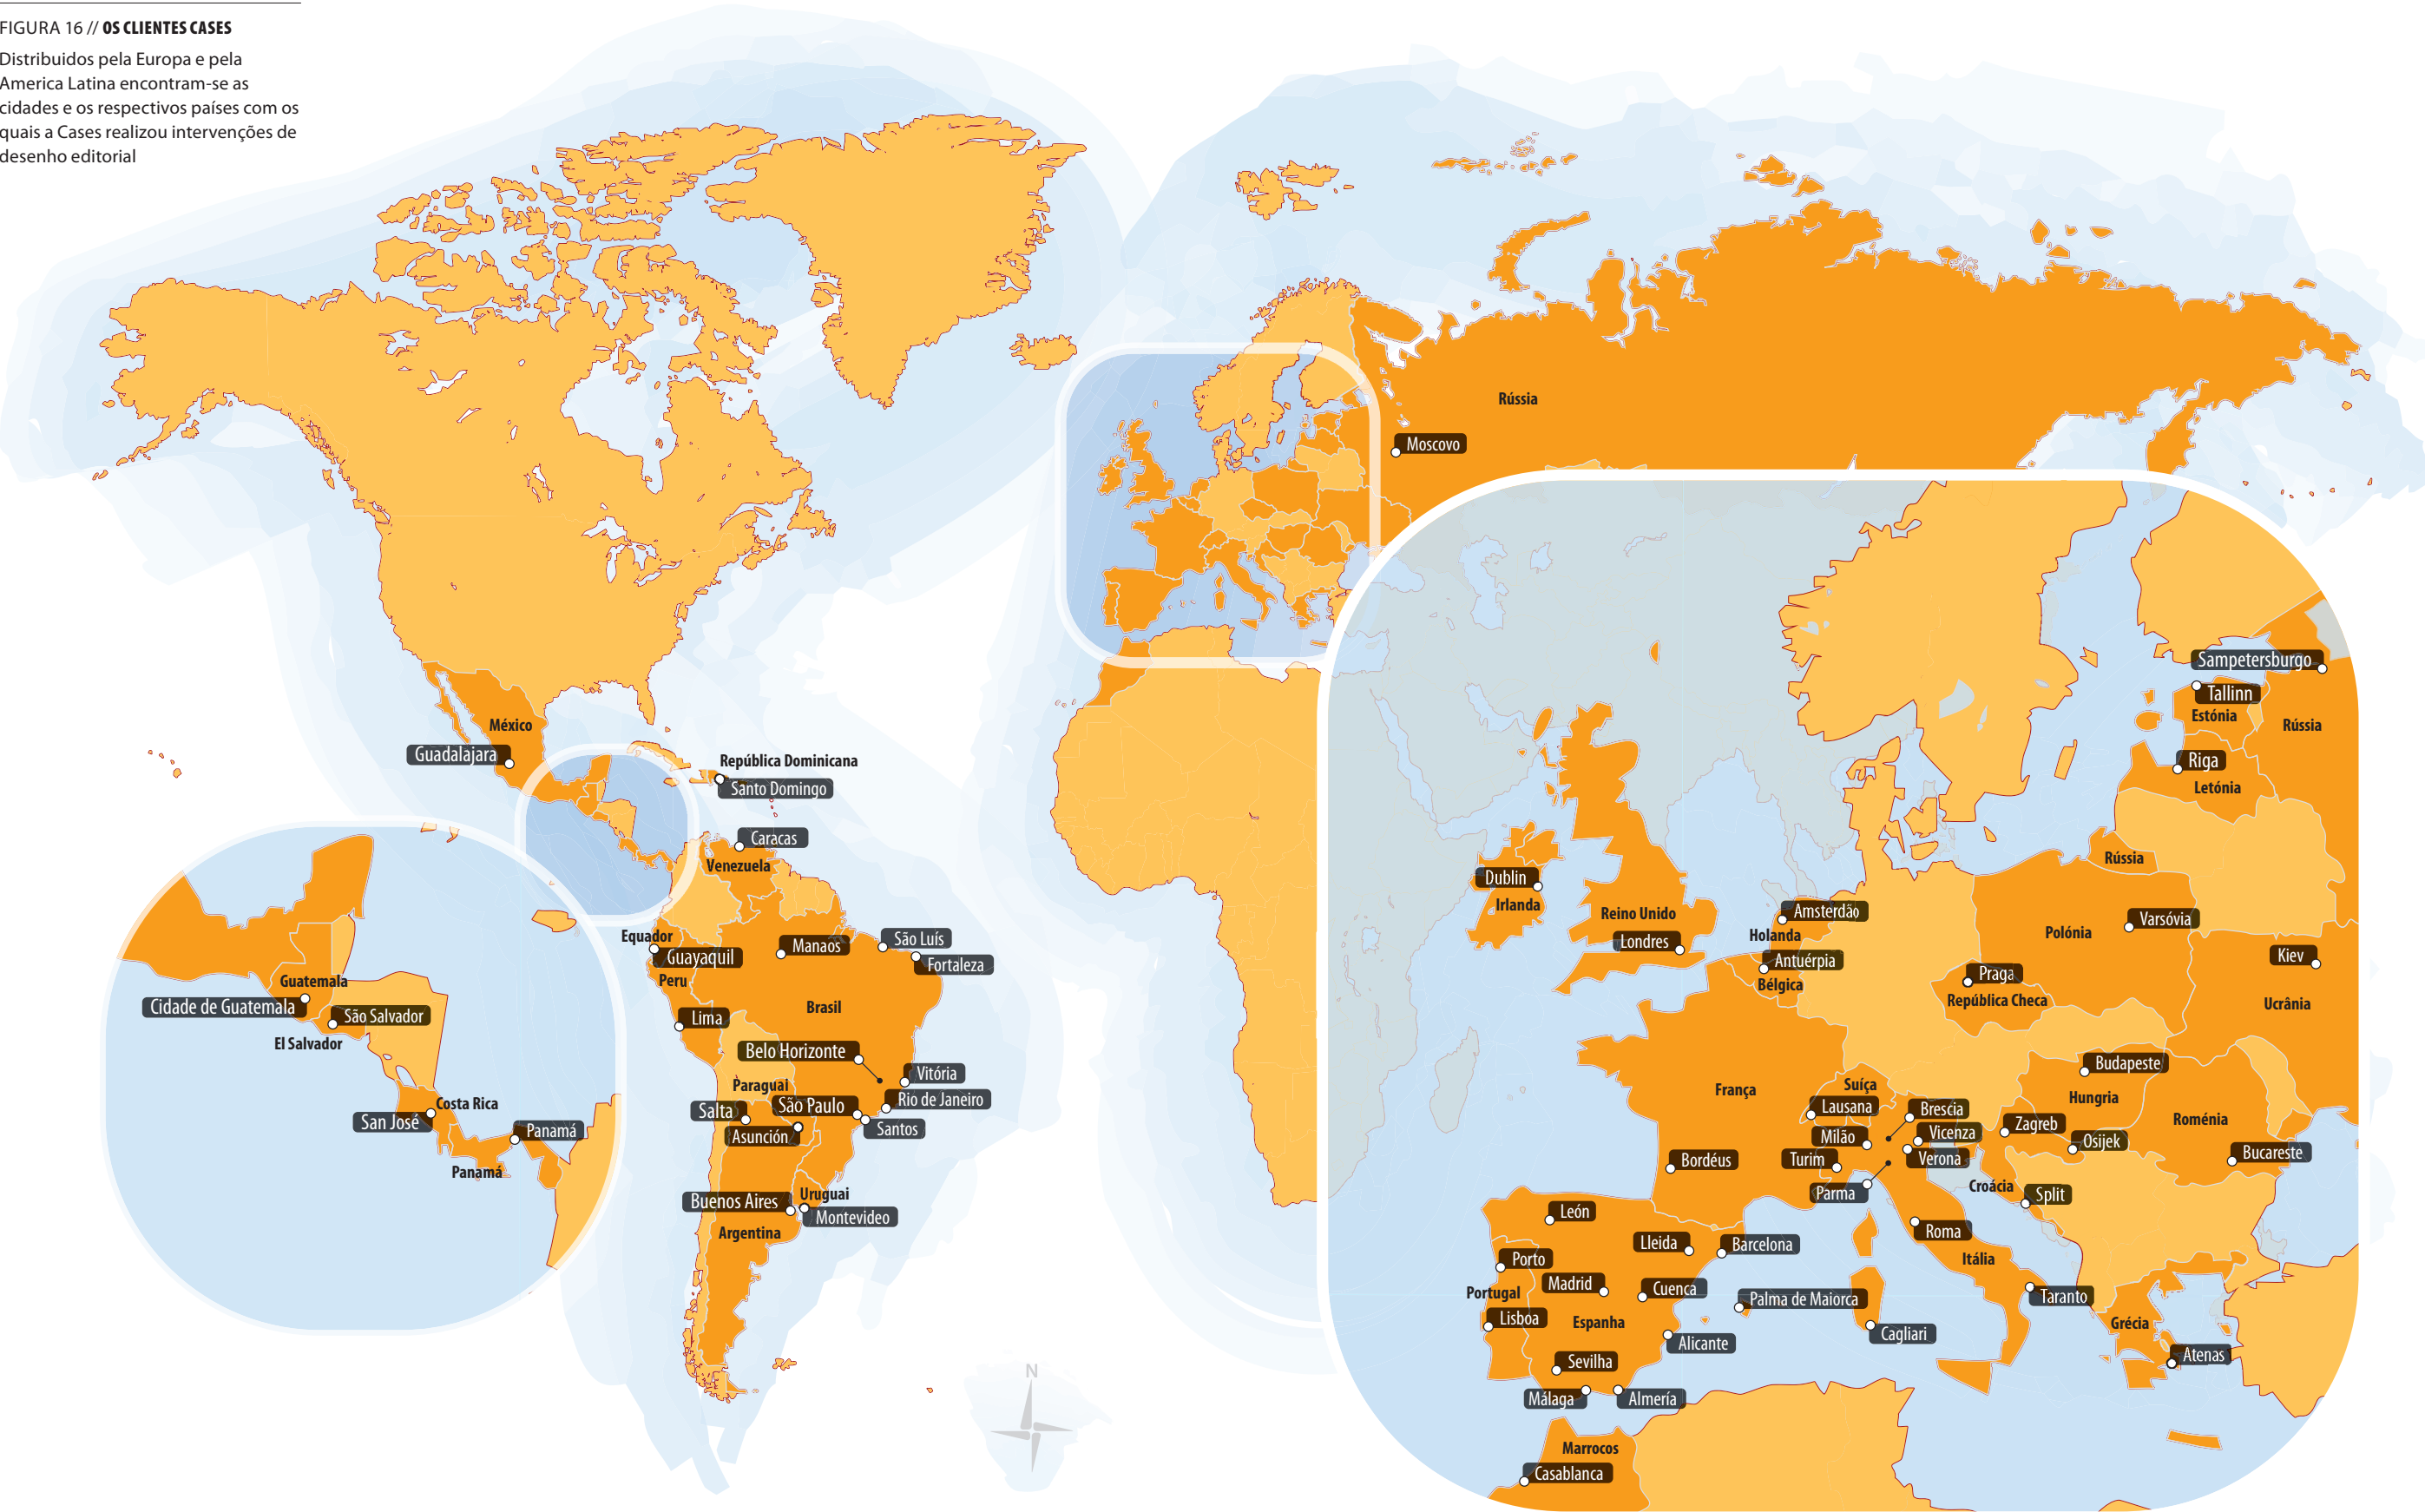 FIGURA 16 // OS CLIENTES CASES
Distribuidos pela Europa e pela
America Latina encontram-se as
cidades e os respectivos países com os
quais a Cases realizou intervenções de
desenho editorial
Rússia
Moscovo
México
Guadalajara
República Dominicana
Santo Domingo
Caracas
Venezuela
Equador
Guayaquil
Peru
Lima
Manaos
São Luís
Fortaleza
Brasil
Belo Horizonte
Vitória
Paraguai
Rio de Janeiro
Salta
São Paulo
Asunción
Santos
Uruguai
Buenos Aires
Montevideo
Argentina
Guatemala
Cidade de Guatemala
São Salvador
El Salvador
Costa Rica
San José
Panamá
Panamá
N
Sampetersburgo
Tallinn
Estónia
Rússia
Riga
Letónia
Rússia
Dublin
Irlanda
Reino Unido
Londres
Amsterdão
Holanda
Antuérpia
Bélgica
Polónia
Varsóvia
Praga
República Checa
Kiev
Ucrânia
França
Bordéus
Suíça
Lausana
Budapeste
Hungria
Roménia
Bucareste
Brescia
Milão
Vicenza
Verona
Turim
Parma
Zagreb
Osijek
Croácia
Split
Roma
Itália
Taranto
Cagliari
Grécia
Atenas
León
Lleida
Barcelona
Porto
Madrid
Cuenca
Portugal
Palma de Maiorca
Lisboa
Espanha
Alicante
Sevilha
Málaga
Almería
Marrocos
Casablanca